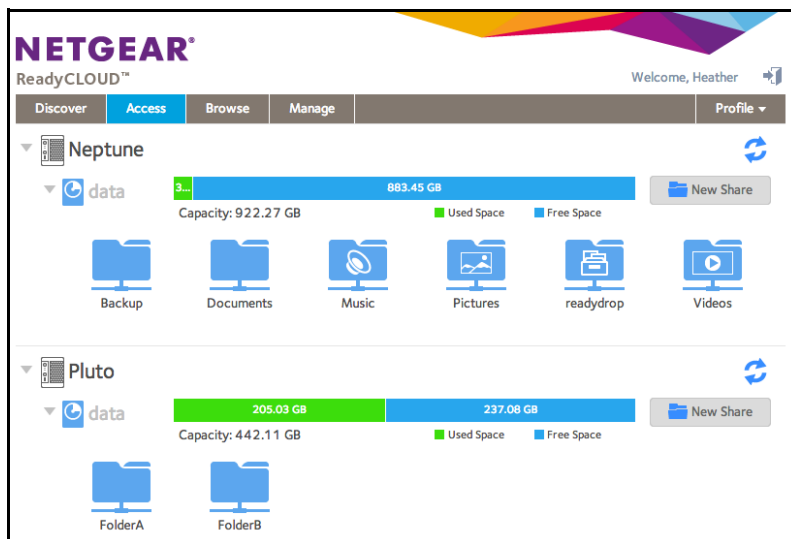 NETGEAR®
ReadyCLOUD™
Welcome, Heather
Discover Access Browse Manage Profile
Neptune
data 3... 883.45 GB New Share
Capacity: 922.27 GB Used Space Free Space
Backup Documents Music Pictures readydrop Videos
Pluto
data 205.03 GB 237.08 GB New Share
Capacity: 442.11 GB Used Space Free Space
FolderA FolderB